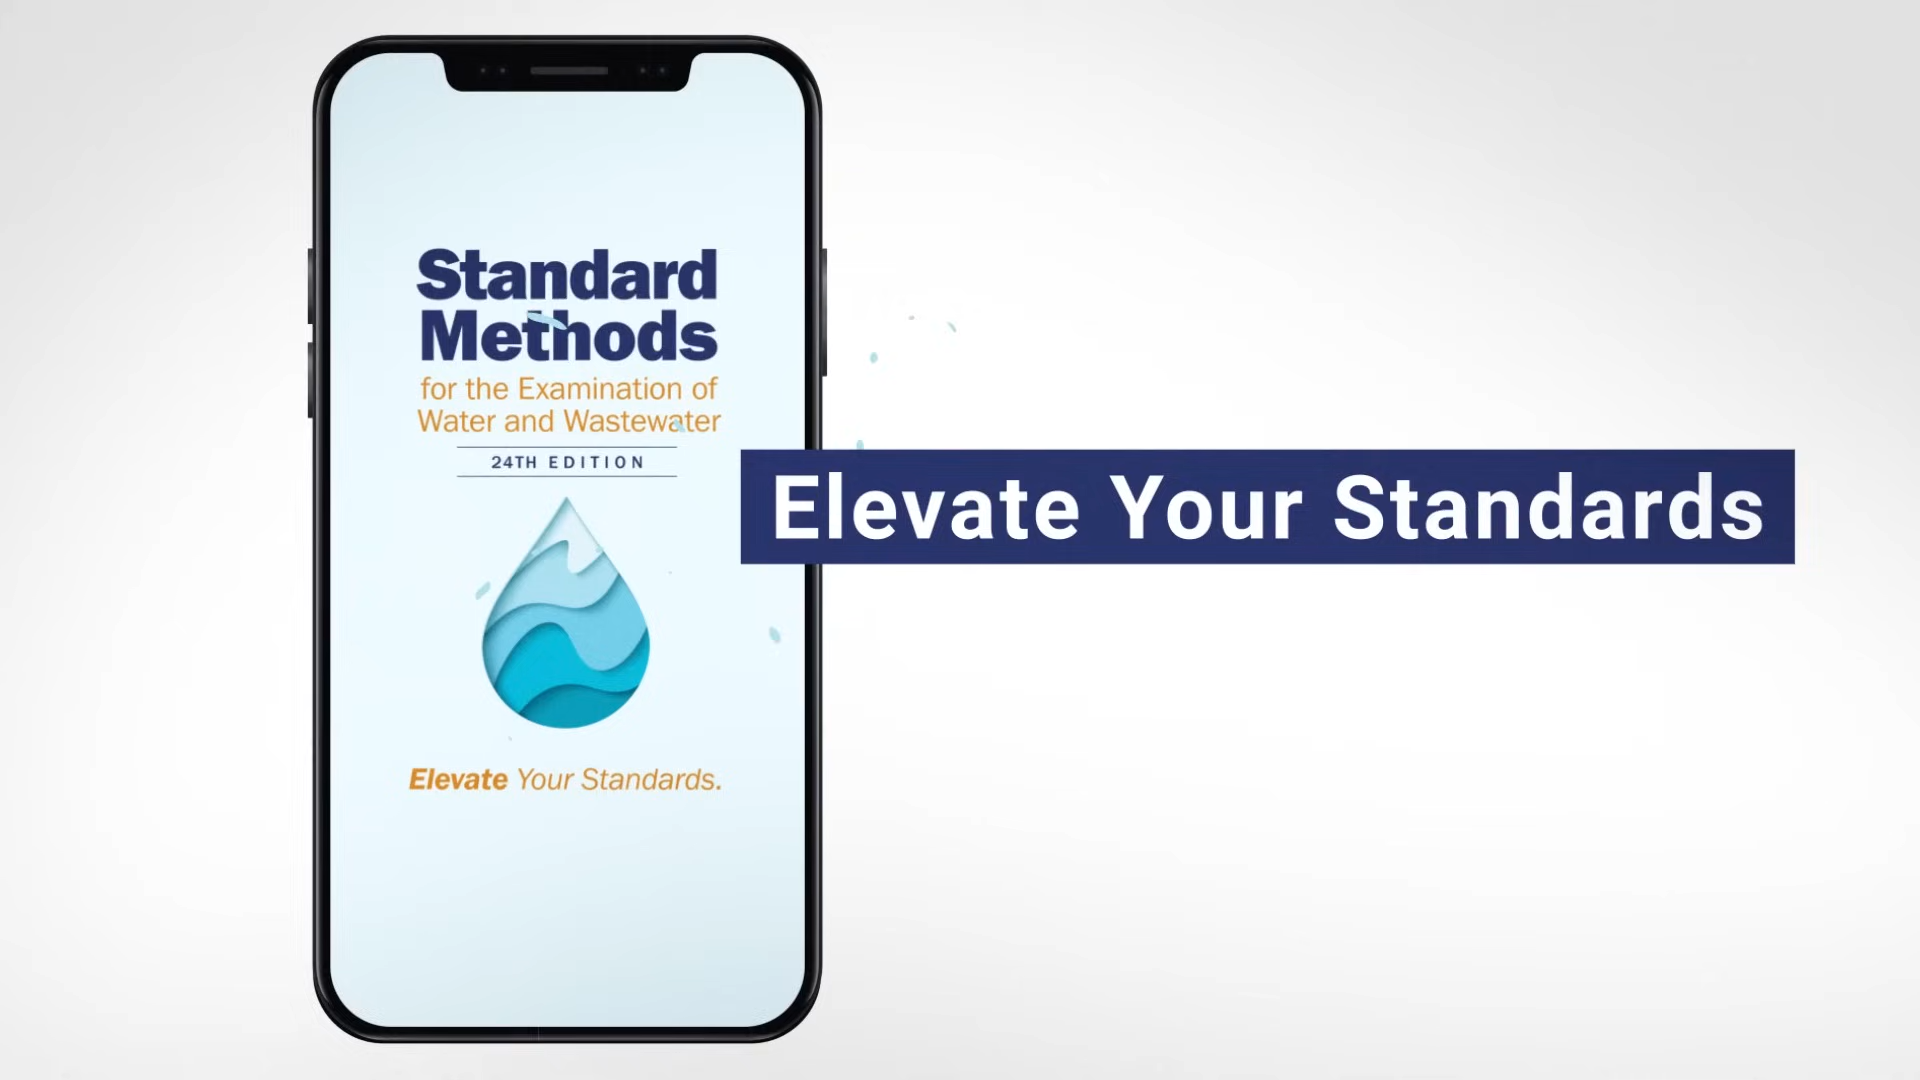 Standard
Methods
for the Examination of
Water and Wastewater
24TH EDITION
Elevate Your Standards
Elevate Your Standards.